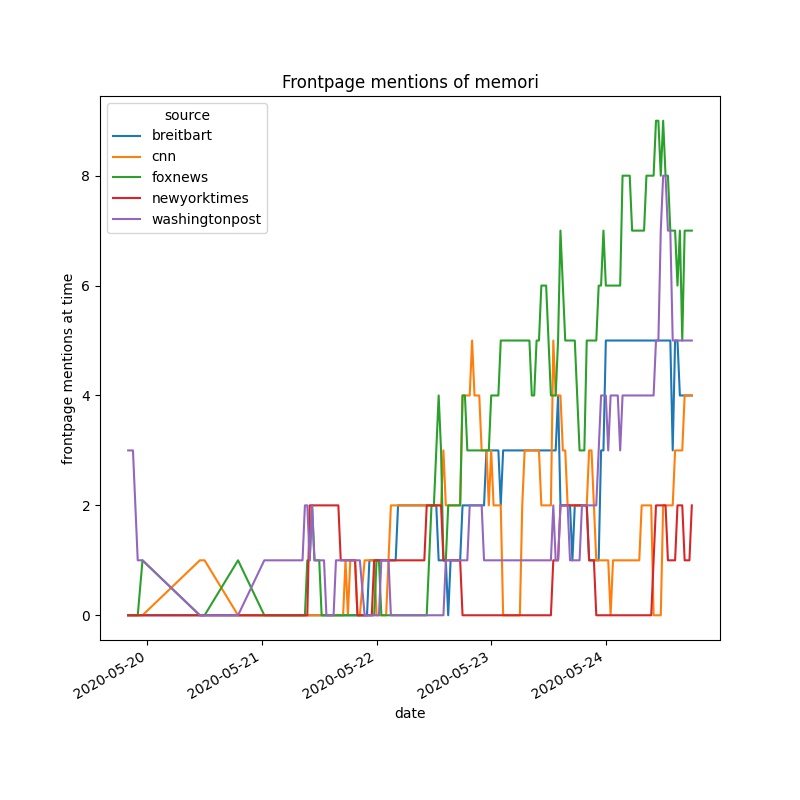 Frontpage mentions of memori
source
breitbart
cnn
foxnews
newyorktimes
washingtonpost
frontpage mentions at time
8
6
4
2
0
2020-05-20
2020-05-21
2020-05-22
2020-05-23
2020-05-24
date